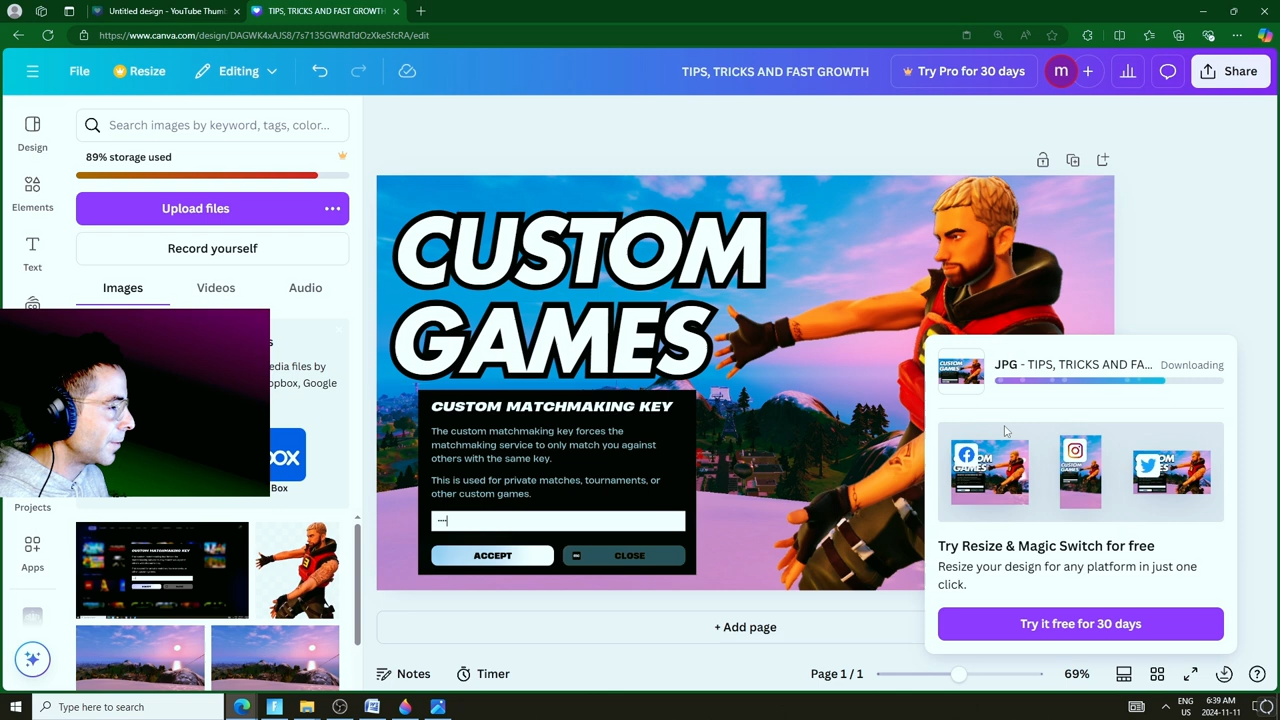 Untitled design - YouTube Thumb
TIPS, TRICKS AND FAST GROWTH
https://www.canva.com/design/DAGWK4xAJS8/7s7135GWRdTdOzXkeSfcRA/edit
File
Resize
Editing
TIPS, TRICKS AND FAST GROWTH
Try Pro for 30 days
m
Share
Design
Elements
Text
Projects
Apps
Search images by keyword, tags, color...
89% storage used
Upload files
Record yourself
Images
Videos
Audio
edia files by
opbox, Google
Box
CUSTOM
GAMES
CUSTOM MATCHMAKING KEY
The custom matchmaking key forces the
matchmaking service to only match you against
others with the same key.
This is used for private matches, tournaments, or
other custom games.
ACCEPT
CLOSE
JPG - TIPS, TRICKS AND FA...
Downloading
Try Resize & Magic Switch for free
Resize your design for any platform in just one
click.
Try it free for 30 days
+ Add page
Notes
Timer
Page 1 / 1
69%
Type here to search
ENG
US
6:39 AM
2024-11-11